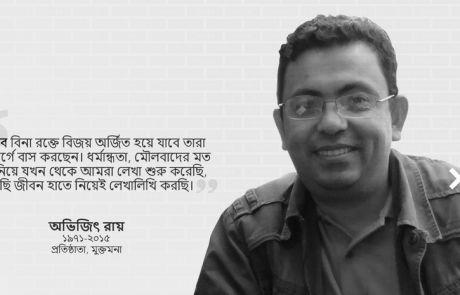 ব বিনা রক্তে বিজয় অর্জিত হয়ে যাবে তারা
র্গে বাস করছেন। ধর্মান্ধতা, মৌলবাদের মত
নিয়ে যখন থেকে আমরা লেখা শুরু করেছি,
ছি জীবন হাতে নিয়েই লেখালিখি করছি।
অভিজিৎ রায়
১৯৭১-২০১৫
প্রতিষ্ঠাতা, মুক্তমনা